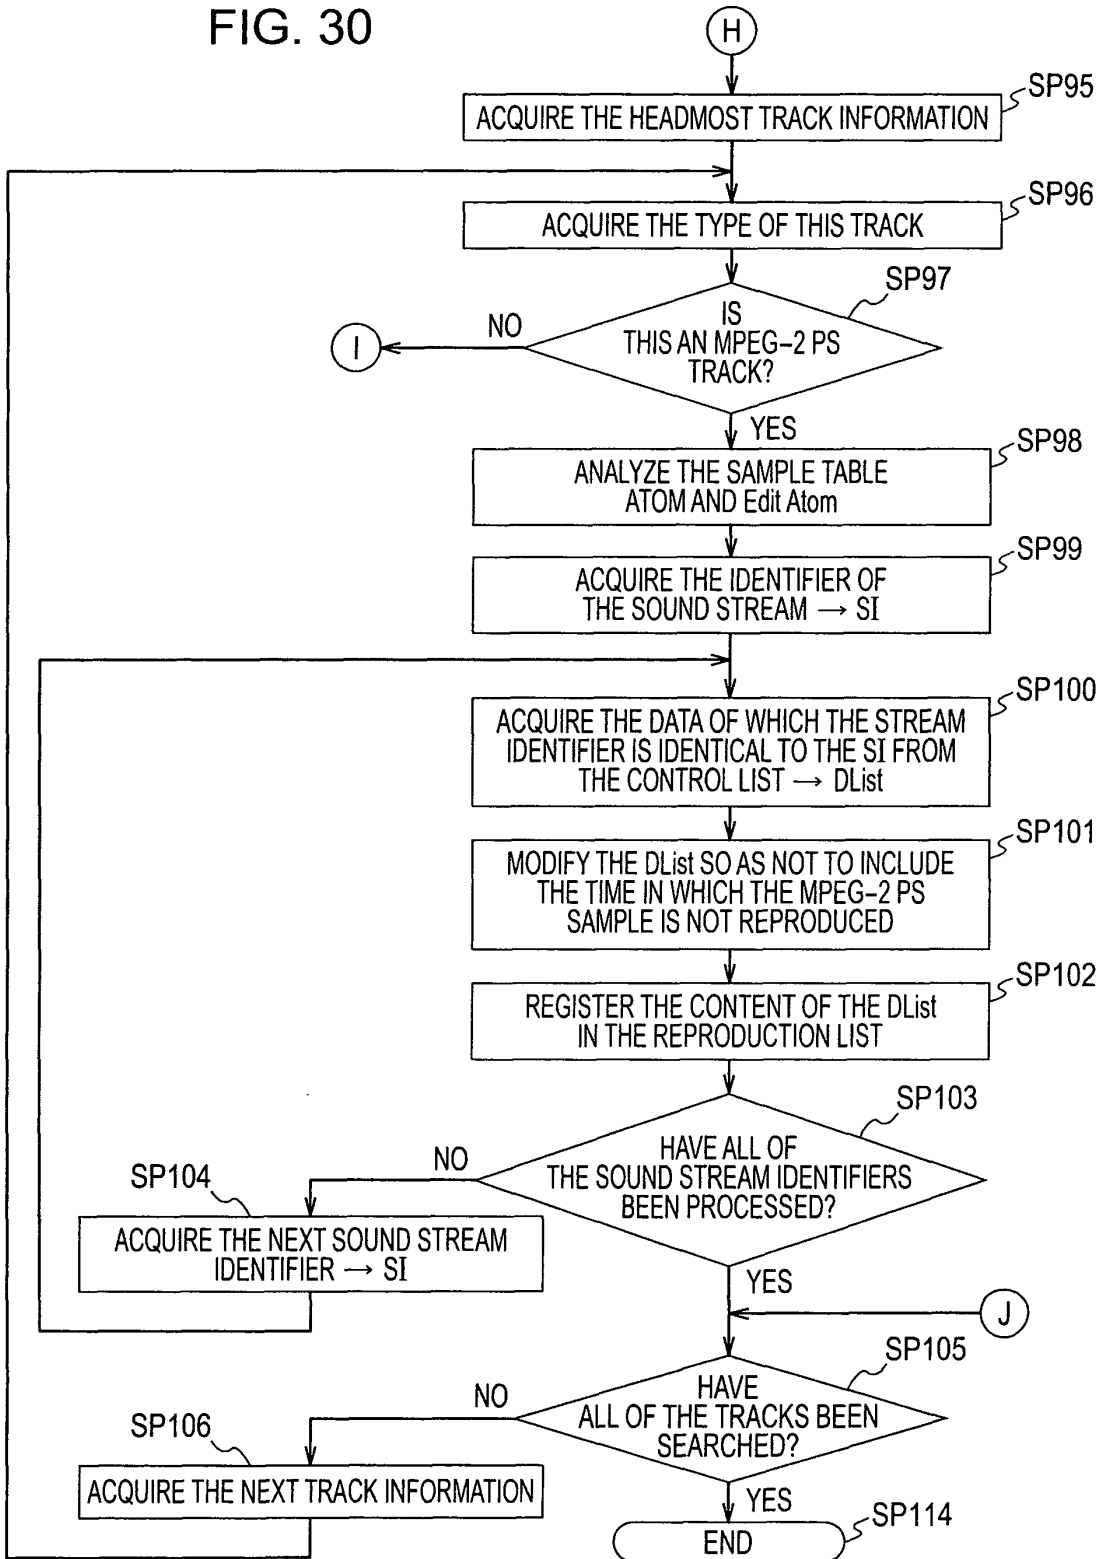 FIG. 30
H
SP95
ACQUIRE THE HEADMOST TRACK INFORMATION
SP96
ACQUIRE THE TYPE OF THIS TRACK
SP97
IS
THIS AN MPEG–2 PS
TRACK?
NO
I
YES
SP98
ANALYZE THE SAMPLE TABLE
ATOM AND Edit Atom
SP99
ACQUIRE THE IDENTIFIER OF
THE SOUND STREAM → SI
SP100
ACQUIRE THE DATA OF WHICH THE STREAM
IDENTIFIER IS IDENTICAL TO THE SI FROM
THE CONTROL LIST → DList
SP101
MODIFY THE DList SO AS NOT TO INCLUDE
THE TIME IN WHICH THE MPEG–2 PS
SAMPLE IS NOT REPRODUCED
SP102
REGISTER THE CONTENT OF THE DList
IN THE REPRODUCTION LIST
SP103
HAVE ALL OF
THE SOUND STREAM IDENTIFIERS
BEEN PROCESSED?
NO
SP104
ACQUIRE THE NEXT SOUND STREAM
IDENTIFIER → SI
YES
J
SP105
HAVE
ALL OF THE TRACKS BEEN
SEARCHED?
NO
SP106
ACQUIRE THE NEXT TRACK INFORMATION
YES
SP114
END